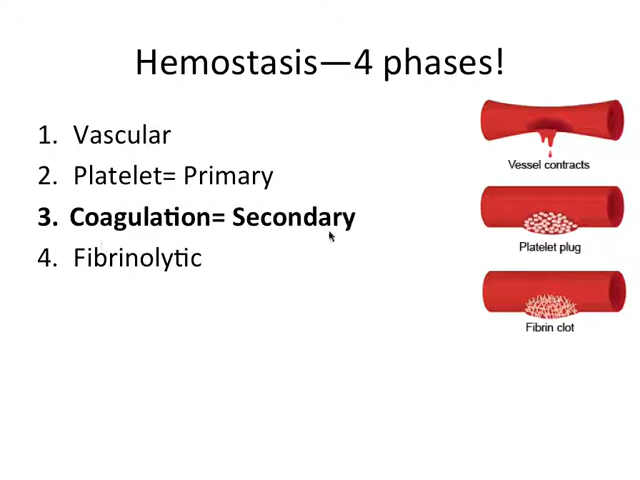 Hemostasis—4 phases!
1. Vascular
2. Platelet= Primary
3. Coagulation= Secondary
4. Fibrinolytic
Vessel contracts
Platelet plug
Fibrin clot